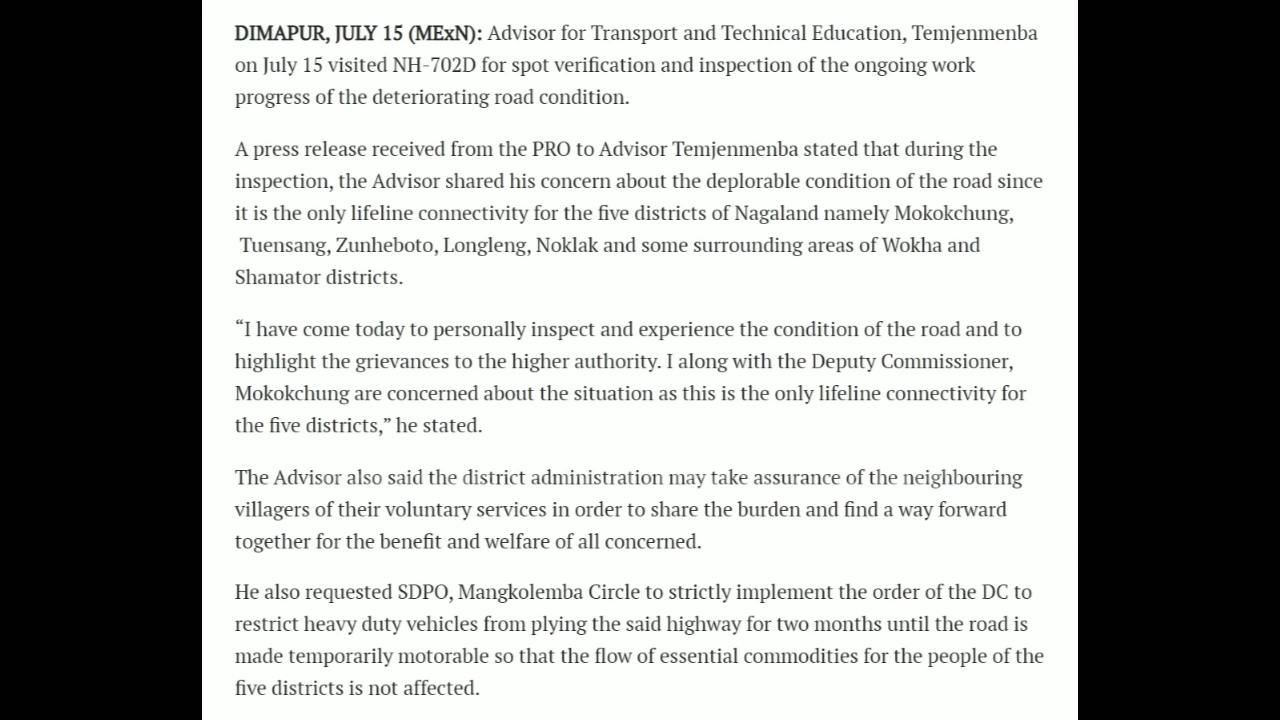 DIMAPUR, JULY 15 (MExN): Advisor for Transport and Technical Education, Temjenmenba
on July 15 visited NH-702D for spot verification and inspection of the ongoing work
progress of the deteriorating road condition.
A press release received from the PRO to Advisor Temjenmenba stated that during the
inspection, the Advisor shared his concern about the deplorable condition of the road since
it is the only lifeline connectivity for the five districts of Nagaland namely Mokokchung,
Tuensang, Zunheboto, Longleng, Noklak and some surrounding areas of Wokha and
Shamator districts.
“I have come today to personally inspect and experience the condition of the road and to
highlight the grievances to the higher authority. I along with the Deputy Commissioner,
Mokokchung are concerned about the situation as this is the only lifeline connectivity for
the five districts,” he stated.
The Advisor also said the district administration may take assurance of the neighbouring
villagers of their voluntary services in order to share the burden and find a way forward
together for the benefit and welfare of all concerned.
He also requested SDPO, Mangkolemba Circle to strictly implement the order of the DC to
restrict heavy duty vehicles from plying the said highway for two months until the road is
made temporarily motorable so that the flow of essential commodities for the people of the
five districts is not affected.